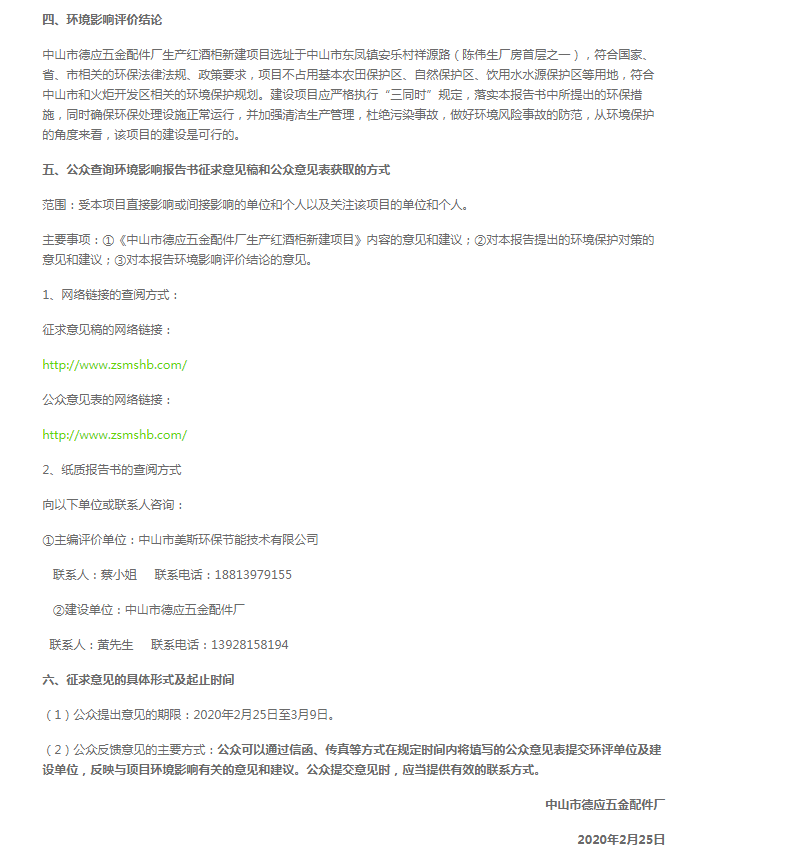 四、环境影响评价结论
中山市德应五金配件厂生产红酒柜新建项目选址于中山市东凤镇安乐村祥源路（陈伟生厂房首层之一），符合国家、
省、市相关的环保法律法规、政策要求，项目不占用基本农田保护区、自然保护区、饮用水水源保护区等用地，符合
中山市和火炬开发区相关的环境保护规划。建设项目应严格执行“三同时”规定，落实本报告书中所提出的环保措
施，同时确保环保处理设施正常运行，并加强清洁生产管理，杜绝污染事故，做好环境风险事故的防范，从环境保护
的角度来看，该项目的建设是可行的。
五、公众查询环境影响报告书征求意见稿和公众意见表获取的方式
范围：受本项目直接影响或间接影响的单位和个人以及关注该项目的单位和个人。
主要事项：①《中山市德应五金配件厂生产红酒柜新建项目》内容的意见和建议；②对本报告提出的环境保护对策的
意见和建议；③对本报告环境影响评价结论的意见。
1、网络链接的查阅方式：
征求意见稿的网络链接：
http://www.zsmshb.com/
公众意见表的网络链接：
http://www.zsmshb.com/
2、纸质报告书的查阅方式
向以下单位或联系人咨询：
①主编评价单位：中山市美斯环保节能技术有限公司
联系人：蔡小姐 联系电话：18813979155
②建设单位：中山市德应五金配件厂
联系人：黄先生 联系电话：13928158194
六、征求意见的具体形式及起止时间
（1）公众提出意见的期限：2020年2月25日至3月9日。
（2）公众反馈意见的主要方式：公众可以通过信函、传真等方式在规定时间内将填写的公众意见表提交环评单位及建
设单位，反映与项目环境影响有关的意见和建议。公众提交意见时，应当提供有效的联系方式。
中山市德应五金配件厂
2020年2月25日